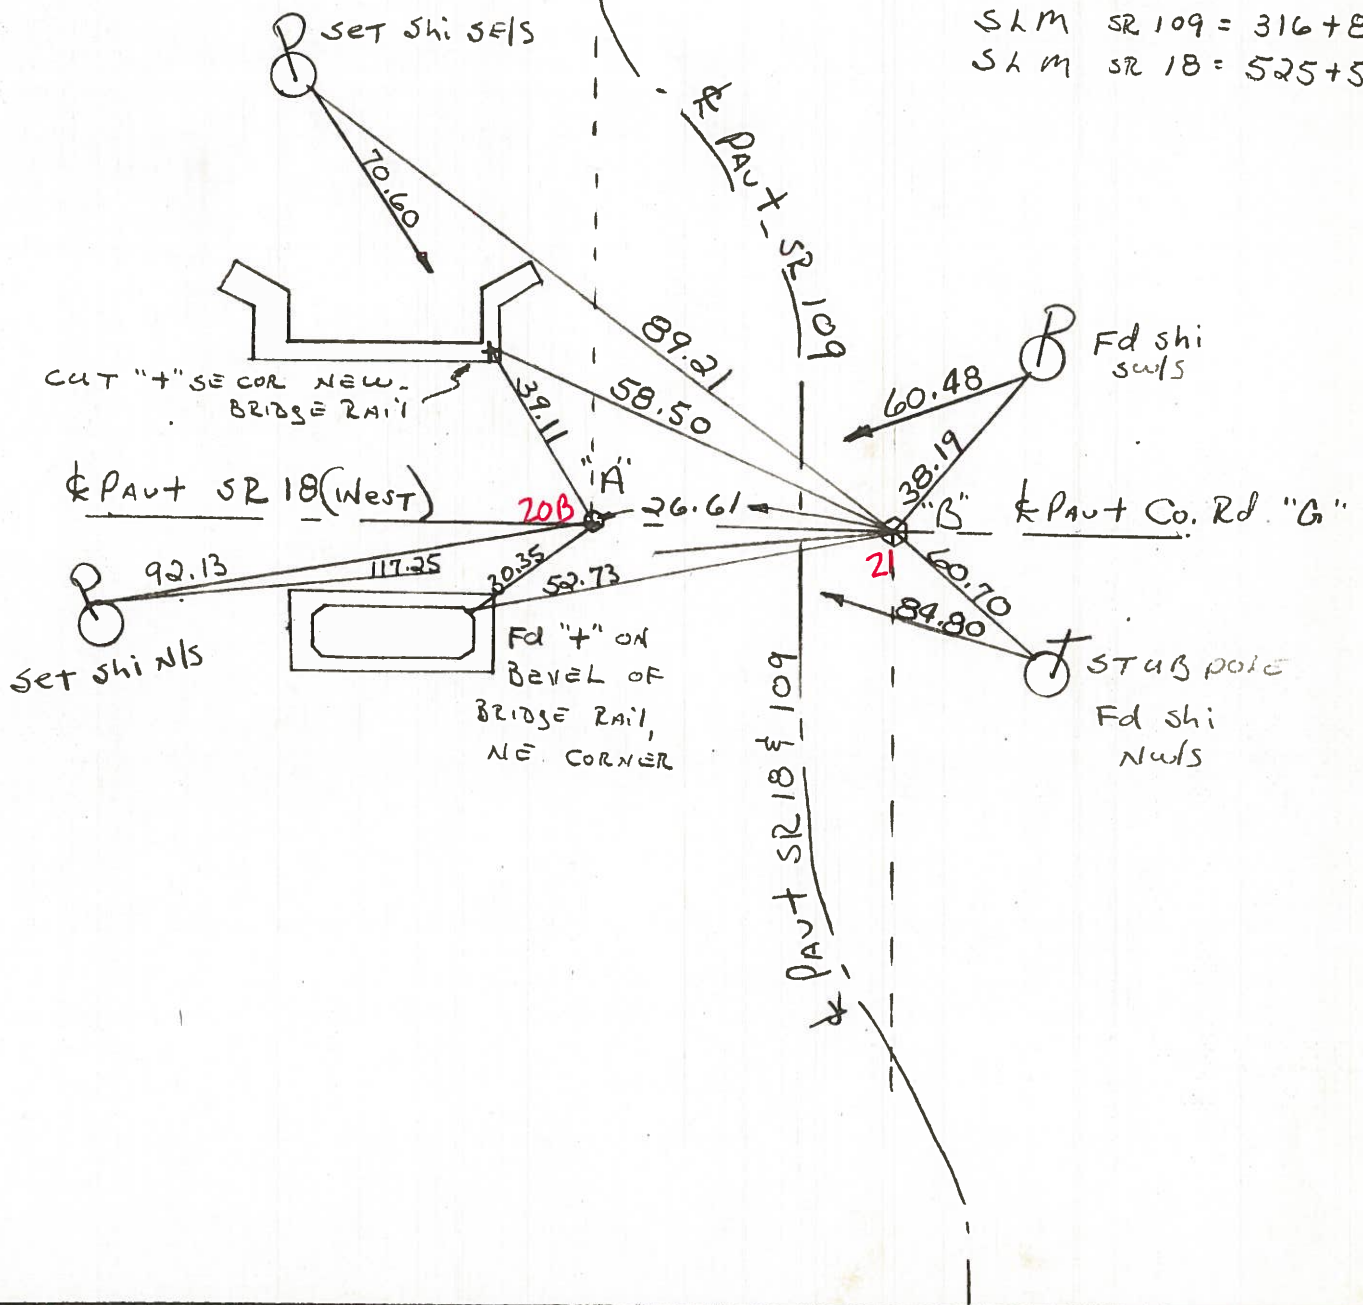 SET Shi SE/S
SLM SR 109 = 316+8
SLM SR 18 = 525+5
70.60
℄ PAVt SR 109
89.21
Fd Shi
SW/S
60.48
58.50
38.19
39.11
CUT "+" SE COR NEW
BRIDGE RAIL
"A"
℄ PAVt SR 18 (WEST)
20B
26.61
"B"
℄ PAVt Co. Rd. "G"
21
92.13
117.25
30.35
52.73
60.70
84.80
SET Shi N/S
Fd "+" ON
BEVEL OF
BRIDGE RAIL,
NE. CORNER
STUB POLE
Fd Shi
NW/S
℄ PAVt SR 18 & 109